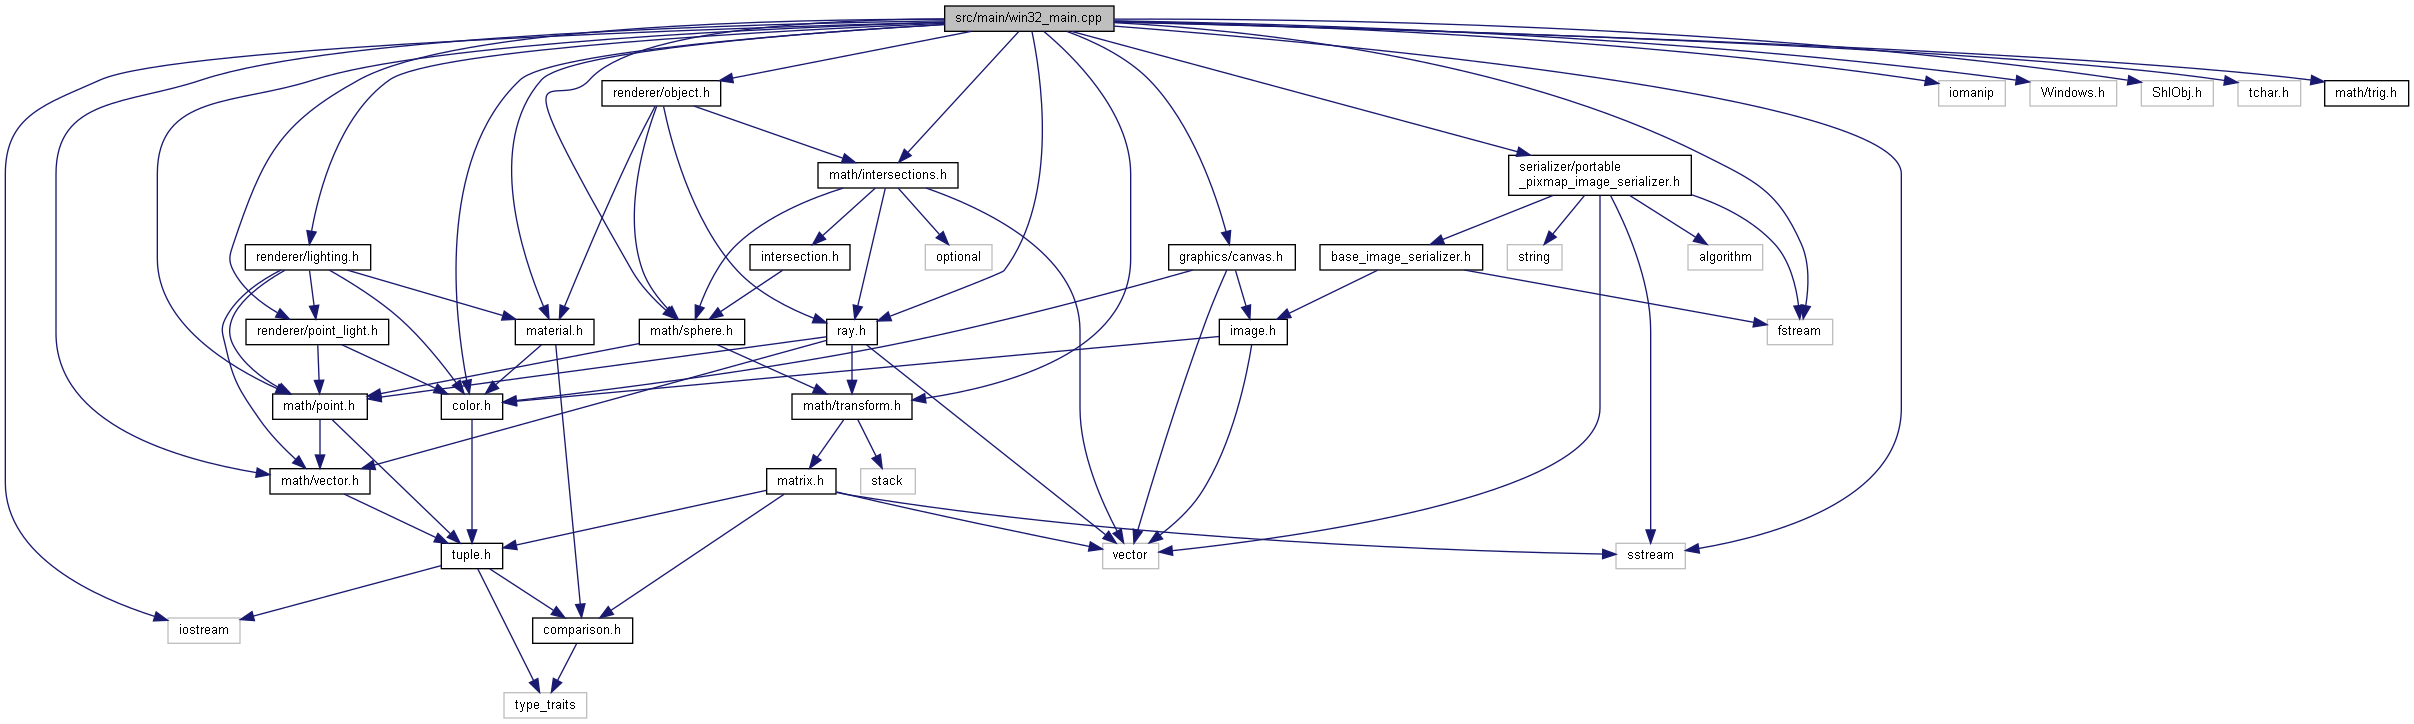 src/main/win32_main.cpp
renderer/object.h
iomanip
Windows.h
ShlObj.h
tchar.h
math/trig.h
math/intersections.h
serializer/portable
_pixmap_image_serializer.h
renderer/lighting.h
intersection.h
optional
graphics/canvas.h
base_image_serializer.h
string
algorithm
renderer/point_light.h
material.h
math/sphere.h
ray.h
image.h
fstream
math/point.h
color.h
math/transform.h
math/vector.h
matrix.h
stack
tuple.h
vector
sstream
iostream
comparison.h
type_traits